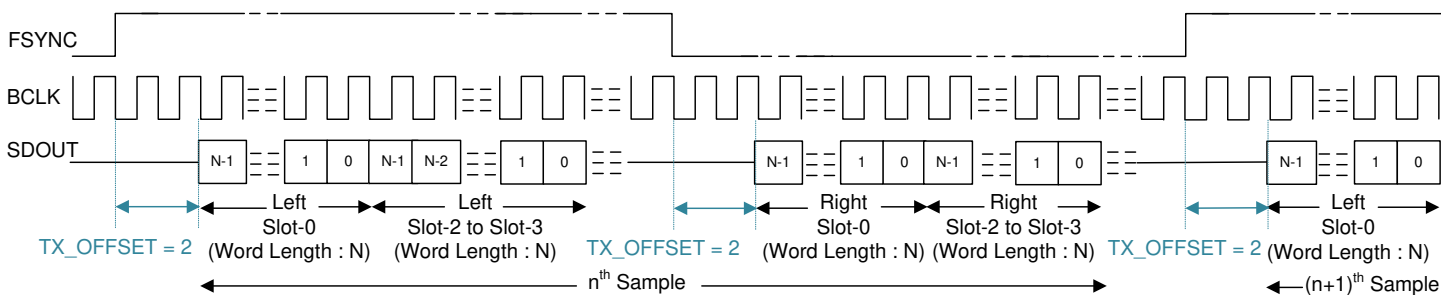 FSYNC
BCLK
SDOUT
N-1 1 0 N-1 N-2 1 0 N-1 1 0 N-1 1 0 N-1 1 0
Left Left Right Right Left
Slot-0 Slot-2 to Slot-3 Slot-0 Slot-2 to Slot-3 Slot-0
TX_OFFSET = 2 (Word Length : N) (Word Length : N) TX_OFFSET = 2 (Word Length : N) (Word Length : N) TX_OFFSET = 2 (Word Length : N)
nth Sample (n+1)th Sample